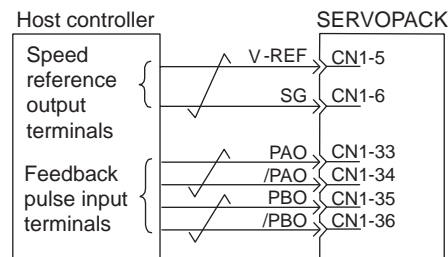 Host controller
SERVOPACK
Speed
reference
output
terminals
V -REF
CN1-5
SG
CN1-6
Feedback
pulse input
terminals
PAO
CN1-33
/PAO
CN1-34
PBO
CN1-35
/PBO
CN1-36